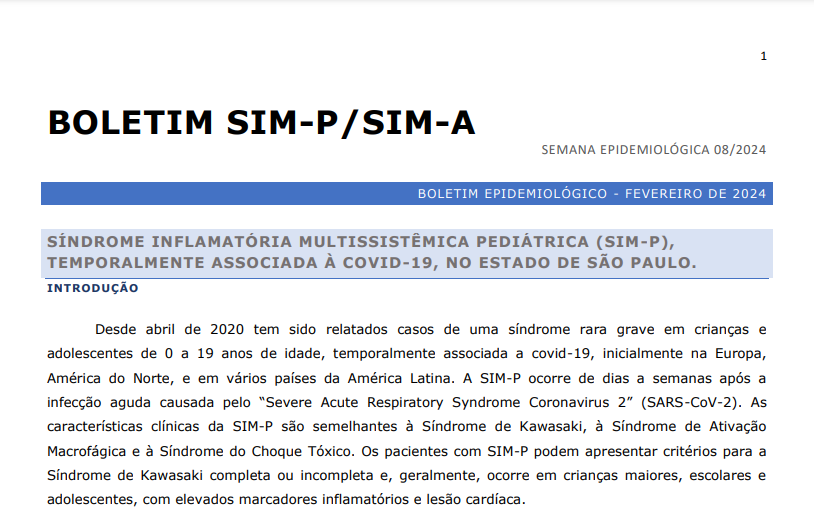 1
BOLETIM SIM-P/SIM-A
SEMANA EPIDEMIOLÓGICA 08/2024
BOLETIM EPIDEMIOLÓGICO - FEVEREIRO DE 2024
SÍNDROME INFLAMATÓRIA MULTISSISTÊMICA PEDIÁTRICA (SIM-P),
TEMPORALMENTE ASSOCIADA À COVID-19, NO ESTADO DE SÃO PAULO.
INTRODUÇÃO
Desde abril de 2020 tem sido relatados casos de uma síndrome rara grave em crianças e
adolescentes de 0 a 19 anos de idade, temporalmente associada a covid-19, inicialmente na Europa,
América do Norte, e em vários países da América Latina. A SIM-P ocorre de dias a semanas após a
infecção aguda causada pelo “Severe Acute Respiratory Syndrome Coronavirus 2” (SARS-CoV-2). As
características clínicas da SIM-P são semelhantes à Síndrome de Kawasaki, à Síndrome de Ativação
Macrofágica e à Síndrome do Choque Tóxico. Os pacientes com SIM-P podem apresentar critérios para a
Síndrome de Kawasaki completa ou incompleta e, geralmente, ocorre em crianças maiores, escolares e
adolescentes, com elevados marcadores inflamatórios e lesão cardíaca.